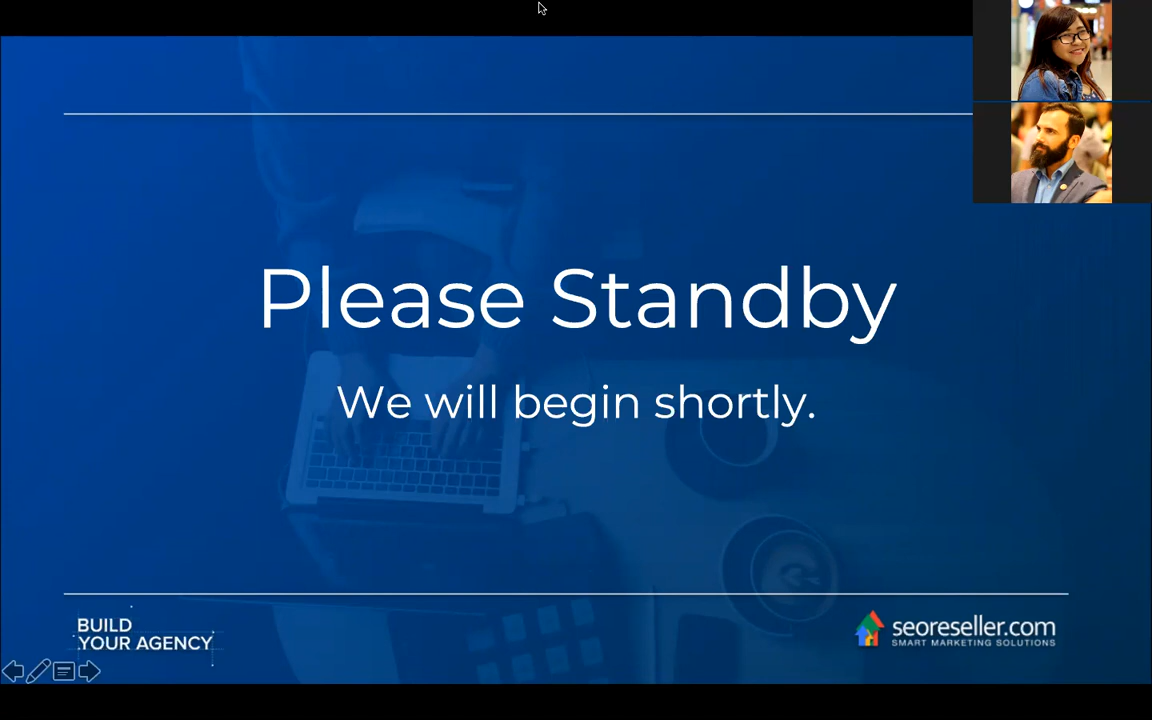 Please Standby
We will begin shortly.
BUILD
YOUR AGENCY
seoreseller.com
SMART MARKETING SOLUTIONS